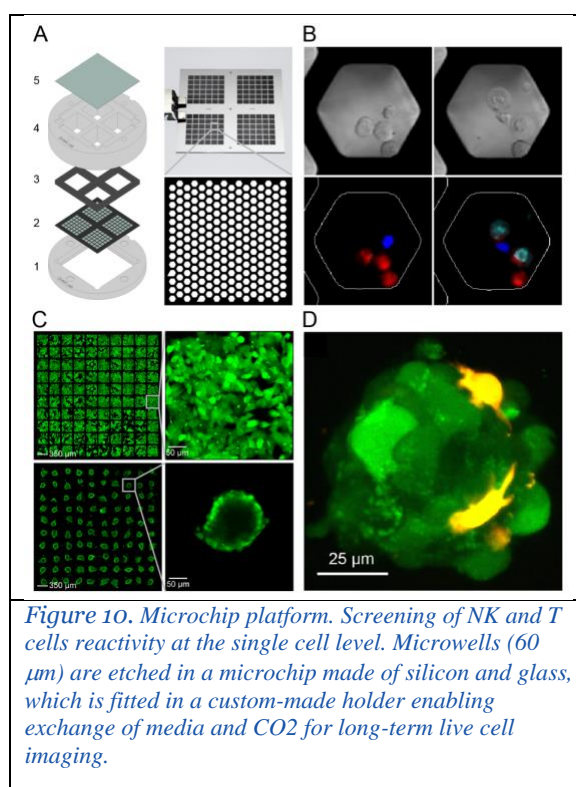 A
B
5
4
3
2
1
C
D
350 µm
50 µm
350 µm
50 µm
25 µm
Figure 10. Microchip platform. Screening of NK and T
cells reactivity at the single cell level. Microwells (60
µm) are etched in a microchip made of silicon and glass,
which is fitted in a custom-made holder enabling
exchange of media and CO2 for long-term live cell
imaging.